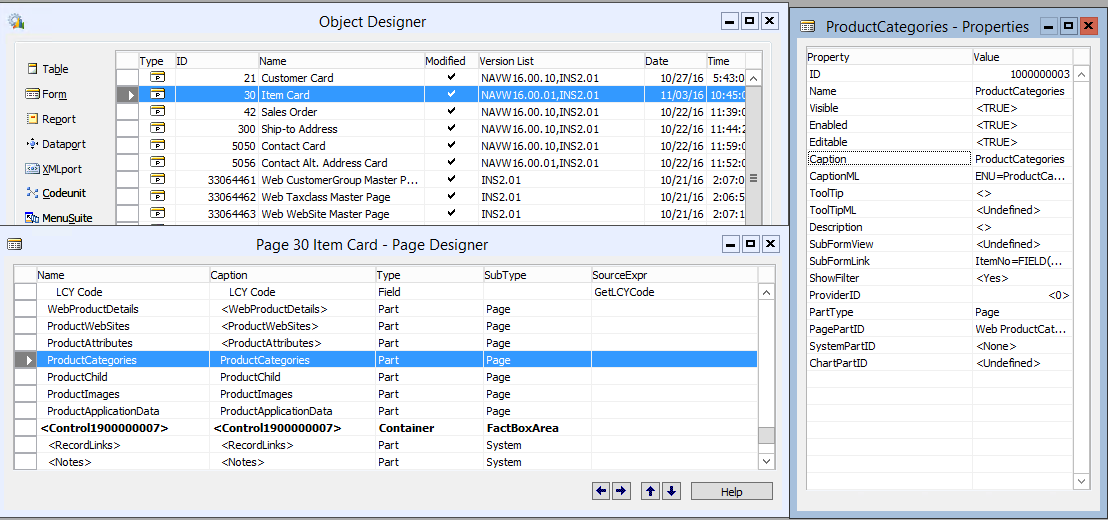 Object Designer
Type ID Name Modified Version List Date Time
Table
Form
Report
Dataport
XMLport
Codeunit
MenuSuite
21 Customer Card NAVW16.00.10,INS2.01 10/27/16 5:43:0
30 Item Card NAVW16.00.01,INS2.01 11/03/16 10:45:0
42 Sales Order NAVW16.00.10,INS2.01 10/22/16 11:39:0
300 Ship-to Address NAVW16.00.10,INS2.01 10/22/16 11:44:2
5050 Contact Card NAVW16.00.10,INS2.01 10/22/16 11:59:0
5056 Contact Alt. Address Card NAVW16.00.01,INS2.01 10/22/16 11:52:0
33064461 Web CustomerGroup Master P... INS2.01 10/21/16 2:07:0
33064462 Web Taxclass Master Page INS2.01 10/21/16 2:06:5
33064463 Web WebSite Master Page INS2.01 10/21/16 2:07:1
Page 30 Item Card - Page Designer
Name Caption Type SubType SourceExpr
LCY Code LCY Code Field GetLCYCode
WebProductDetails <WebProductDetails> Part Page
ProductWebSites <ProductWebSites> Part Page
ProductAttributes <ProductAttributes> Part Page
ProductCategories ProductCategories Part Page
ProductChild ProductChild Part Page
ProductImages ProductImages Part Page
ProductApplicationData ProductApplicationData Part Page
<Control1900000007> <Control1900000007> Container FactBoxArea
<RecordLinks> <RecordLinks> Part System
<Notes> <Notes> Part System
Help
ProductCategories - Properties
Property Value
ID 1000000003
Name ProductCategories
Visible <TRUE>
Enabled <TRUE>
Editable <TRUE>
Caption ProductCategories
CaptionML ENU=ProductCa...
ToolTip <>
ToolTipML <Undefined>
Description <>
SubFormView <Undefined>
SubFormLink ItemNo=FIELD(...
ShowFilter <Yes>
ProviderID <0>
PartType Page
PagePartID Web ProductCat...
SystemPartID <None>
ChartPartID <Undefined>